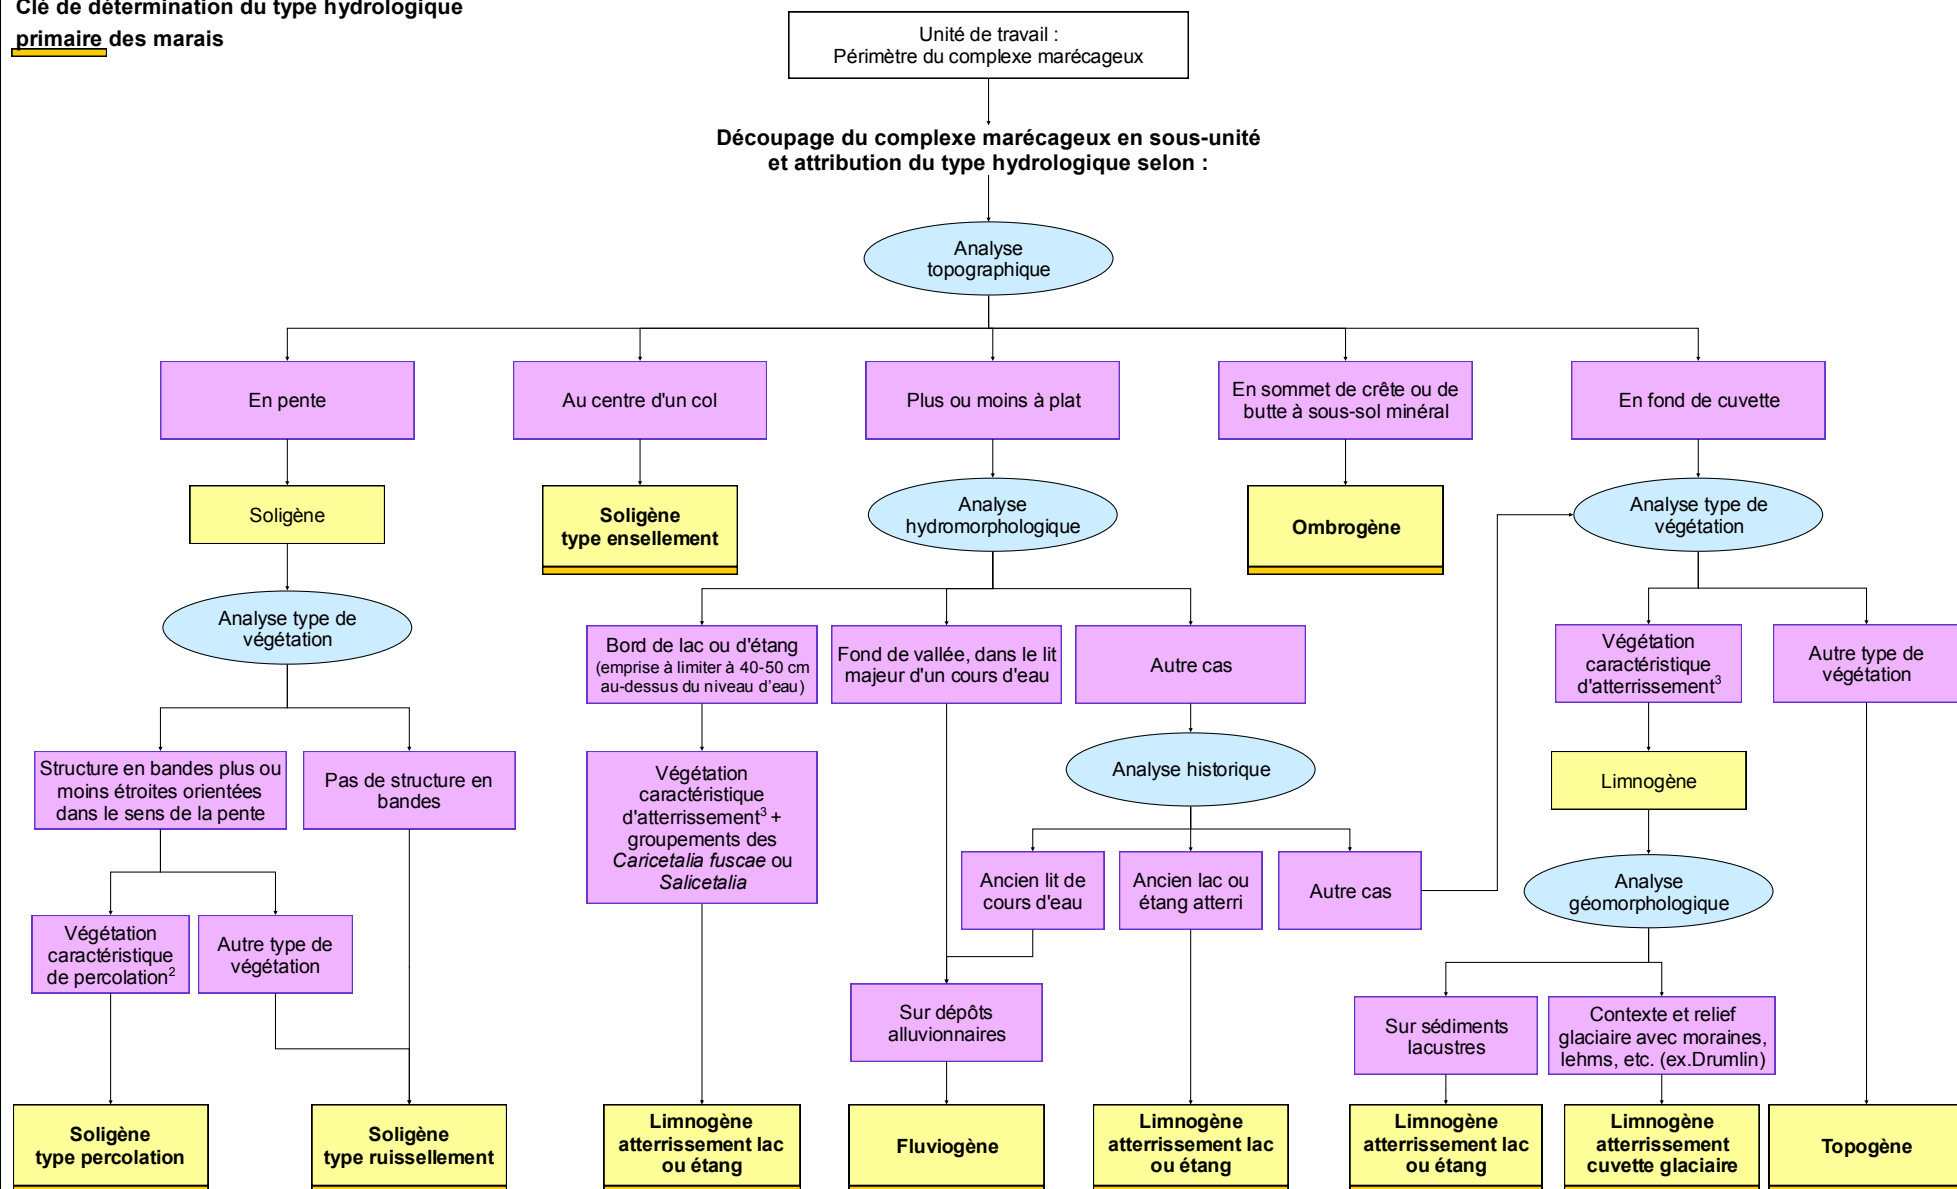 Clé de détermination du type hydrologique
primaire des marais
Unité de travail :
Périmètre du complexe marécageux
Découpage du complexe marécageux en sous-unité
et attribution du type hydrologique selon :
Analyse
topographique
En pente
Au centre d'un col
Plus ou moins à plat
En sommet de crête ou de
butte à sous-sol minéral
En fond de cuvette
Soligène
Soligène
type ensellement
Analyse
hydromorphologique
Ombrogène
Analyse type de
végétation
Analyse type de
végétation
Bord de lac ou d'étang
(emprise à limiter à 40-50 cm
au-dessus du niveau d'eau)
Fond de vallée, dans le lit
majeur d'un cours d'eau
Autre cas
Végétation
caractéristique
d'atterrissement3
Autre type de
végétation
Structure en bandes plus ou
moins étroites orientées
dans le sens de la pente
Pas de structure en
bandes
Végétation
caractéristique
d'atterrissement3 +
groupements des
Caricetalia fuscae ou
Salicetalia
Analyse historique
Limnogène
Ancien lit de
cours d'eau
Ancien lac ou
étang atterri
Autre cas
Analyse
géomorphologique
Végétation
caractéristique
de percolation2
Autre type de
végétation
Sur dépôts
alluvionnaires
Sur sédiments
lacustres
Contexte et relief
glaciaire avec moraines,
lehms, etc. (ex.Drumlin)
Soligène
type percolation
Soligène
type ruissellement
Limnogène
atterrissement lac
ou étang
Fluviogène
Limnogène
atterrissement lac
ou étang
Limnogène
atterrissement lac
ou étang
Limnogène
atterrissement
cuvette glaciaire
Topogène